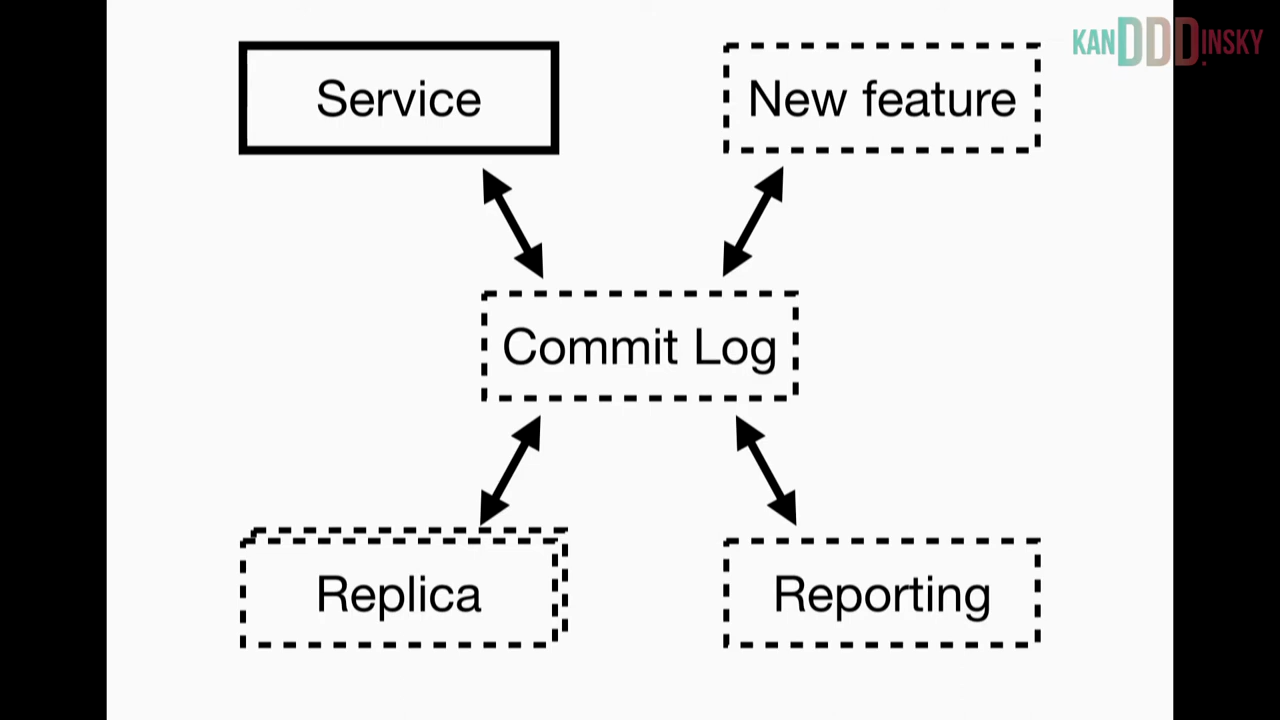 KANDDDINSKY
Service
New feature
Commit Log
Replica
Reporting